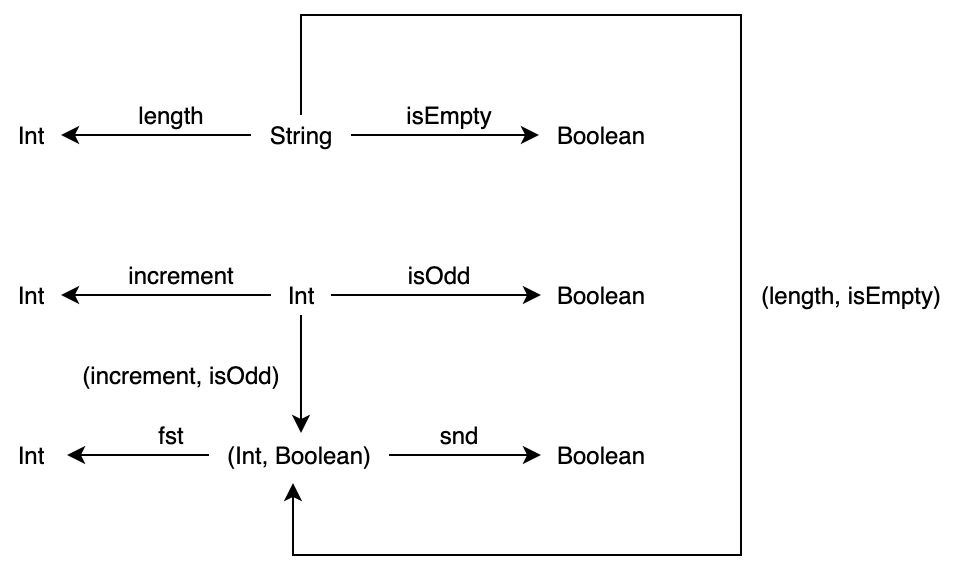 length
isEmpty
Int
String
Boolean
increment
isOdd
Int
Int
Boolean
(length, isEmpty)
(increment, isOdd)
fst
snd
Int
(Int, Boolean)
Boolean